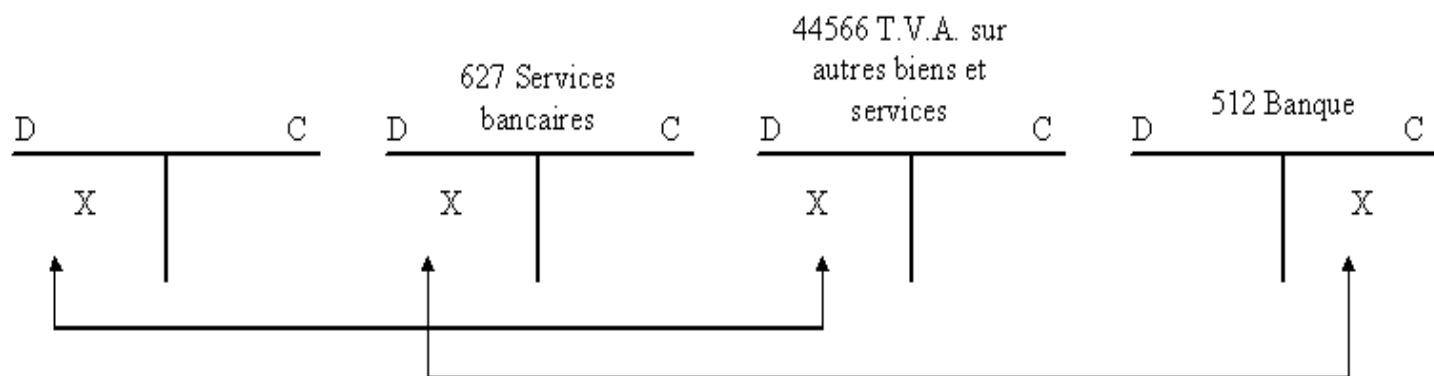 D C
X
627 Services
bancaires
D C
X
44566 T.V.A. sur
autres biens et
services
D C
X
512 Banque
D C
X